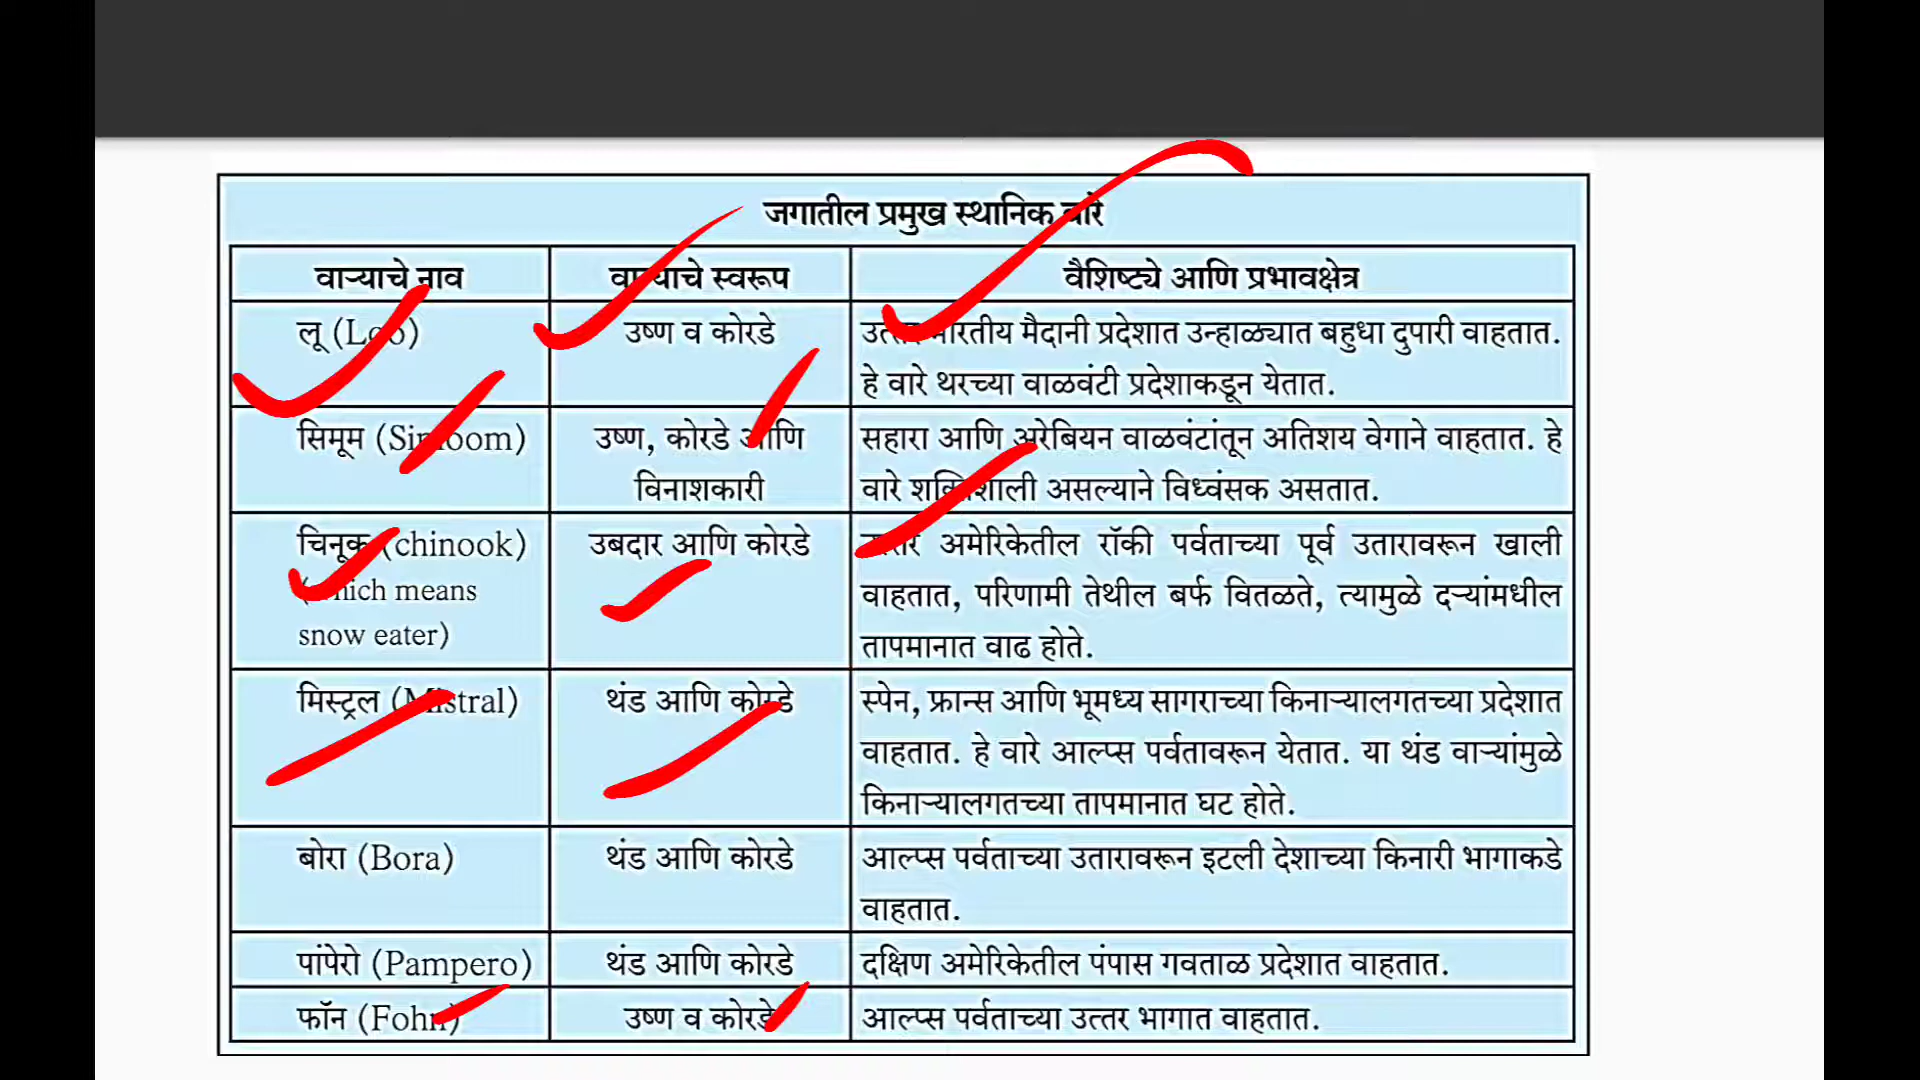 जगातील प्रमुख स्थानिक वारे
वाऱ्याचे नाव
वाऱ्याचे स्वरूप
वैशिष्ट्ये आणि प्रभावक्षेत्र
लू (Loo)
उष्ण व कोरडे
उत्तर भारतीय मैदानी प्रदेशात उन्हाळ्यात बहुधा दुपारी वाहतात.
हे वारे थरच्या वाळवंटी प्रदेशाकडून येतात.
सिमूम (Simoom)
उष्ण, कोरडे आणि
विनाशकारी
सहारा आणि अरेबियन वाळवंटांतून अतिशय वेगाने वाहतात. हे
वारे शक्तिशाली असल्याने विध्वंसक असतात.
चिनूक (chinook)
(which means
snow eater)
उबदार आणि कोरडे
उत्तर अमेरिकेतील रॉकी पर्वताच्या पूर्व उतारावरून खाली
वाहतात, परिणामी तेथील बर्फ वितळते, त्यामुळे दऱ्यांमधील
तापमानात वाढ होते.
मिस्ट्रल (Mistral)
थंड आणि कोरडे
स्पेन, फ्रान्स आणि भूमध्य सागराच्या किनाऱ्यालगतच्या प्रदेशात
वाहतात. हे वारे आल्प्स पर्वतावरून येतात. या थंड वाऱ्यांमुळे
किनाऱ्यालगतच्या तापमानात घट होते.
बोरा (Bora)
थंड आणि कोरडे
आल्प्स पर्वताच्या उतारावरून इटली देशाच्या किनारी भागाकडे
वाहतात.
पांपेरो (Pampero)
थंड आणि कोरडे
दक्षिण अमेरिकेतील पंपास गवताळ प्रदेशात वाहतात.
फॉन (Fohn)
उष्ण व कोरडे
आल्प्स पर्वताच्या उत्तर भागात वाहतात.